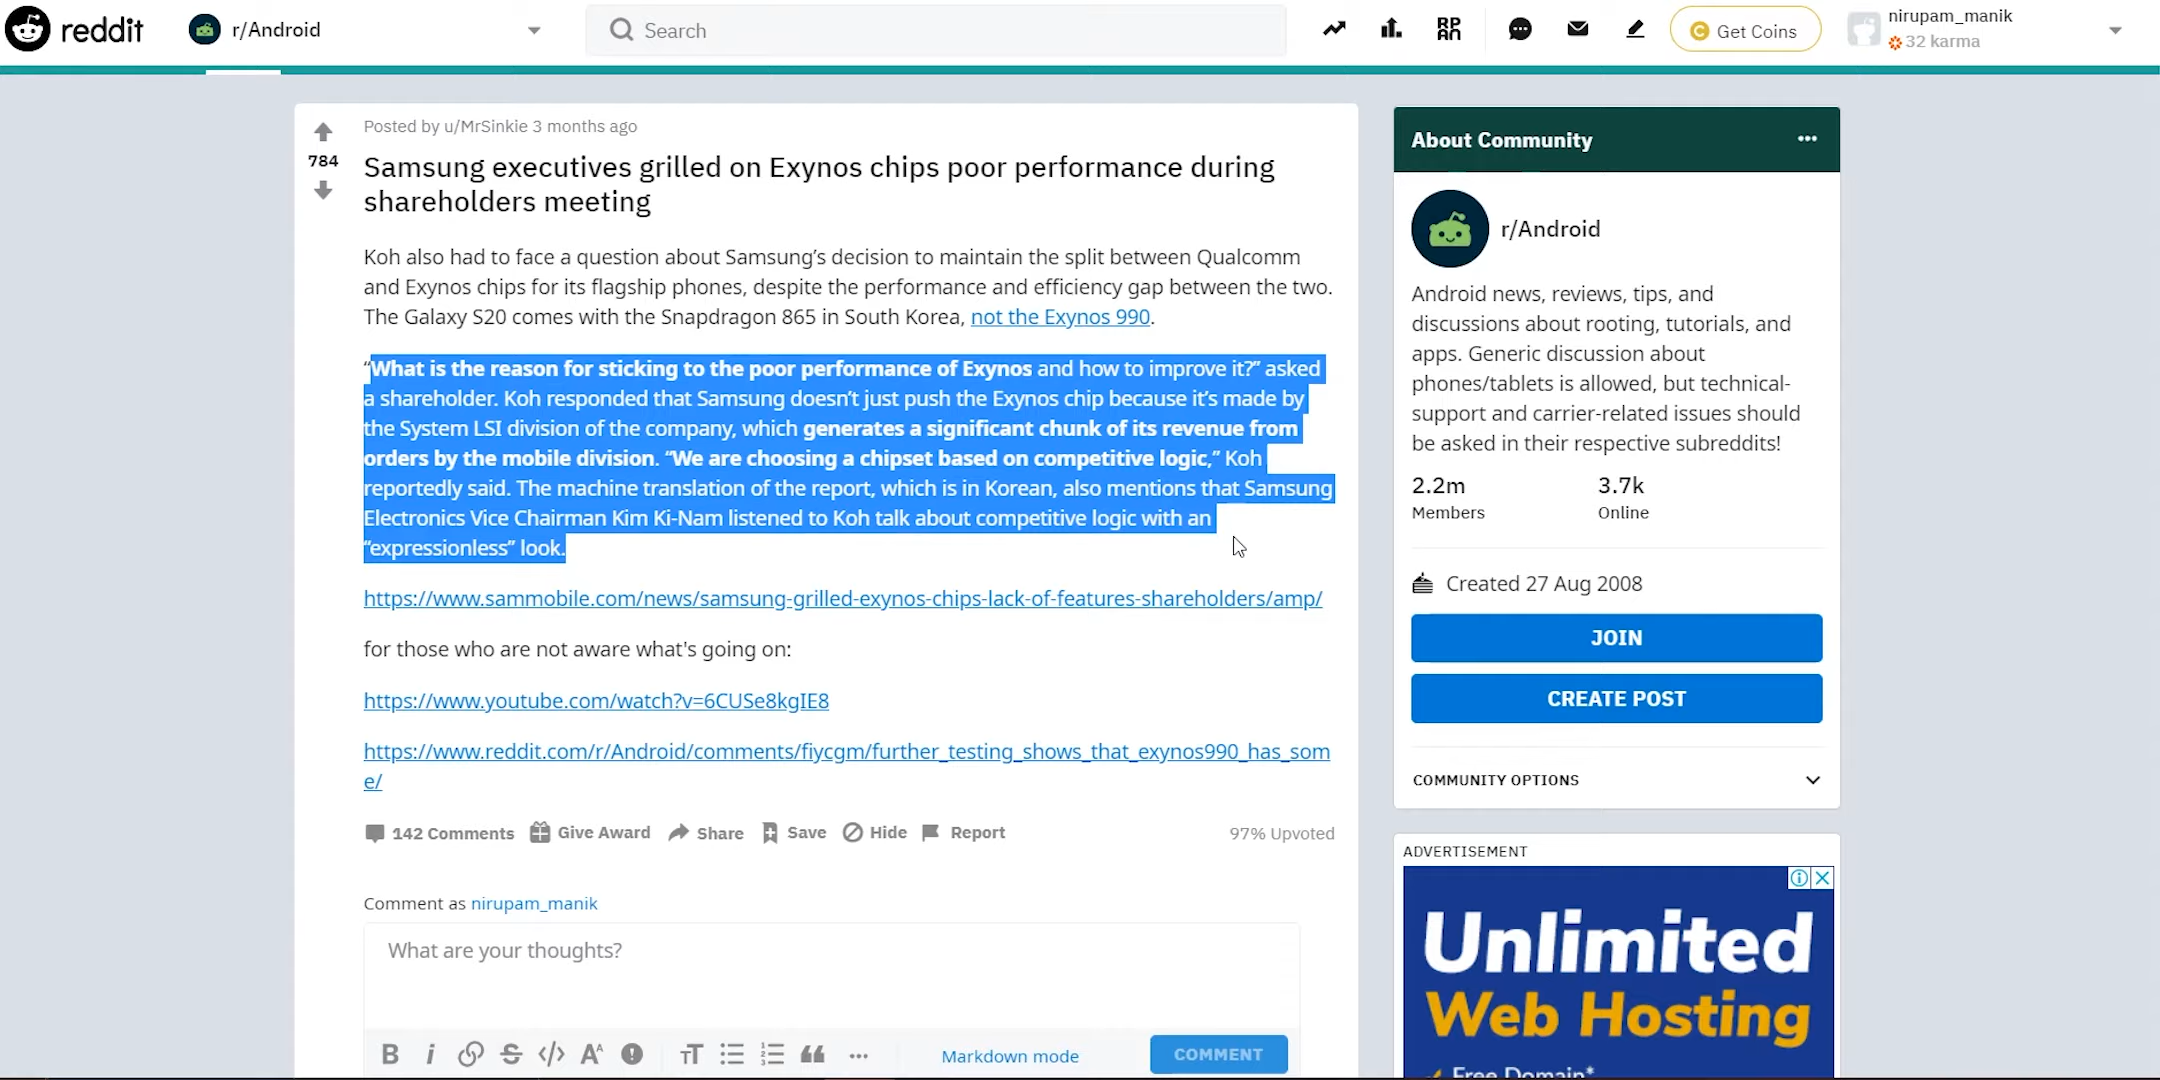 reddit
r/Android
Search
RPAN
Get Coins
nirupam_manik
32 karma
Posted by u/MrSinkie 3 months ago
784
Samsung executives grilled on Exynos chips poor performance during
shareholders meeting
Koh also had to face a question about Samsung’s decision to maintain the split between Qualcomm
and Exynos chips for its flagship phones, despite the performance and efficiency gap between the two.
The Galaxy S20 comes with the Snapdragon 865 in South Korea, not the Exynos 990.
“What is the reason for sticking to the poor performance of Exynos and how to improve it?” asked
a shareholder. Koh responded that Samsung doesn’t just push the Exynos chip because it’s made by
the System LSI division of the company, which generates a significant chunk of its revenue from
orders by the mobile division. “We are choosing a chipset based on competitive logic,” Koh
reportedly said. The machine translation of the report, which is in Korean, also mentions that Samsung
Electronics Vice Chairman Kim Ki-Nam listened to Koh talk about competitive logic with an
“expressionless” look.
https://www.sammobile.com/news/samsung-grilled-exynos-chips-lack-of-features-shareholders/amp/
for those who are not aware what's going on:
https://www.youtube.com/watch?v=6CUSe8kgIE8
https://www.reddit.com/r/Android/comments/fiycgm/further_testing_shows_that_exynos990_has_som
e/
142 Comments Give Award Share Save Hide Report 97% Upvoted
Comment as nirupam_manik
What are your thoughts?
B i S </> A T Markdown mode COMMENT
About Community
r/Android
Android news, reviews, tips, and
discussions about rooting, tutorials, and
apps. Generic discussion about
phones/tablets is allowed, but technical-
support and carrier-related issues should
be asked in their respective subreddits!
2.2m 3.7k
Members Online
Created 27 Aug 2008
JOIN
CREATE POST
COMMUNITY OPTIONS
ADVERTISEMENT
Unlimited
Web Hosting
Free Domain*